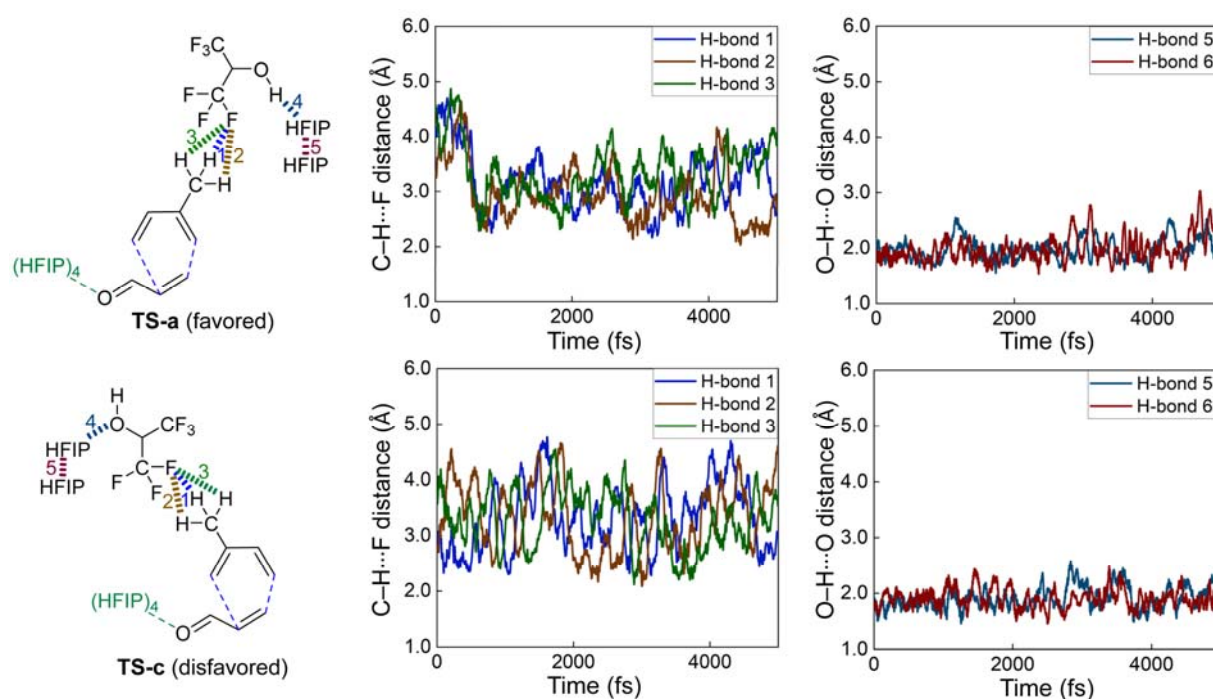 F₃C
O
H
F
C
F
F
4
HFIP
5
HFIP
3
1
2
H
H
C
H
(HFIP)₄
O
TS-a (favored)
C–H···F distance (Å)
6.0
5.0
4.0
3.0
2.0
1.0
H-bond 1
H-bond 2
H-bond 3
0
2000
4000
Time (fs)
O–H···O distance (Å)
6.0
5.0
4.0
3.0
2.0
1.0
H-bond 5
H-bond 6
0
2000
4000
Time (fs)
H
O
CF₃
4
HFIP
5
HFIP
F
C
F
F
3
2
1
H
H
H
C
(HFIP)₄
O
TS-c (disfavored)
C–H···F distance (Å)
6.0
5.0
4.0
3.0
2.0
1.0
H-bond 1
H-bond 2
H-bond 3
0
2000
4000
Time (fs)
O–H···O distance (Å)
6.0
5.0
4.0
3.0
2.0
1.0
H-bond 5
H-bond 6
0
2000
4000
Time (fs)